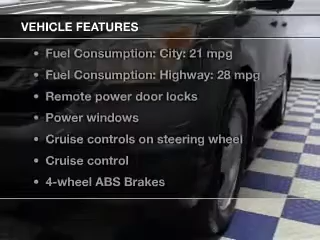 VEHICLE FEATURES
• Fuel Consumption: City: 21 mpg
• Fuel Consumption: Highway: 28 mpg
• Remote power door locks
• Power windows
• Cruise controls on steering wheel
• Cruise control
• 4-wheel ABS Brakes